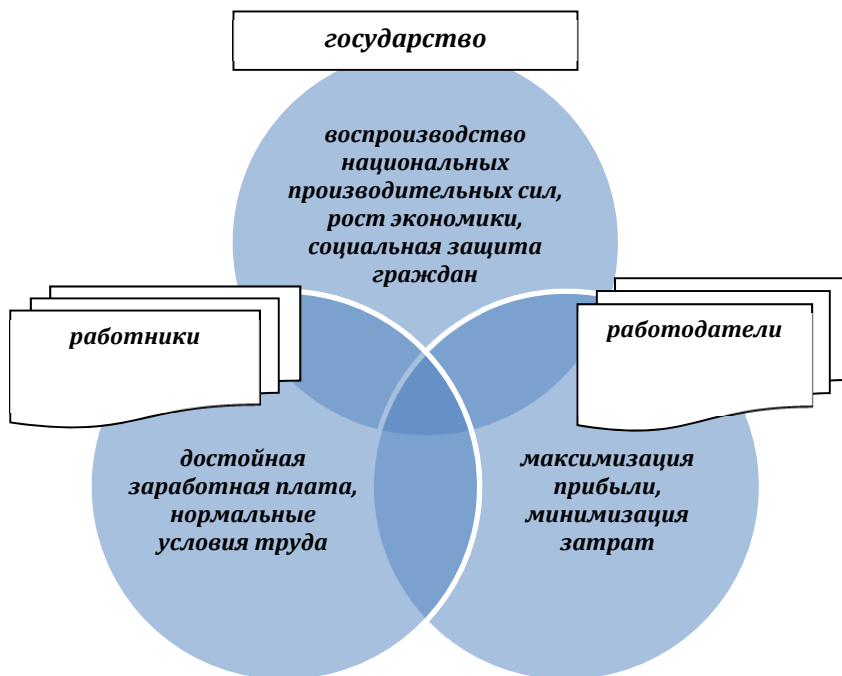 государство
воспроизводство
национальных
производительных сил,
рост экономики,
социальная защита
граждан
работники
работодатели
достойная
заработная плата,
нормальные
условия труда
максимизация
прибыли,
минимизация
затрат